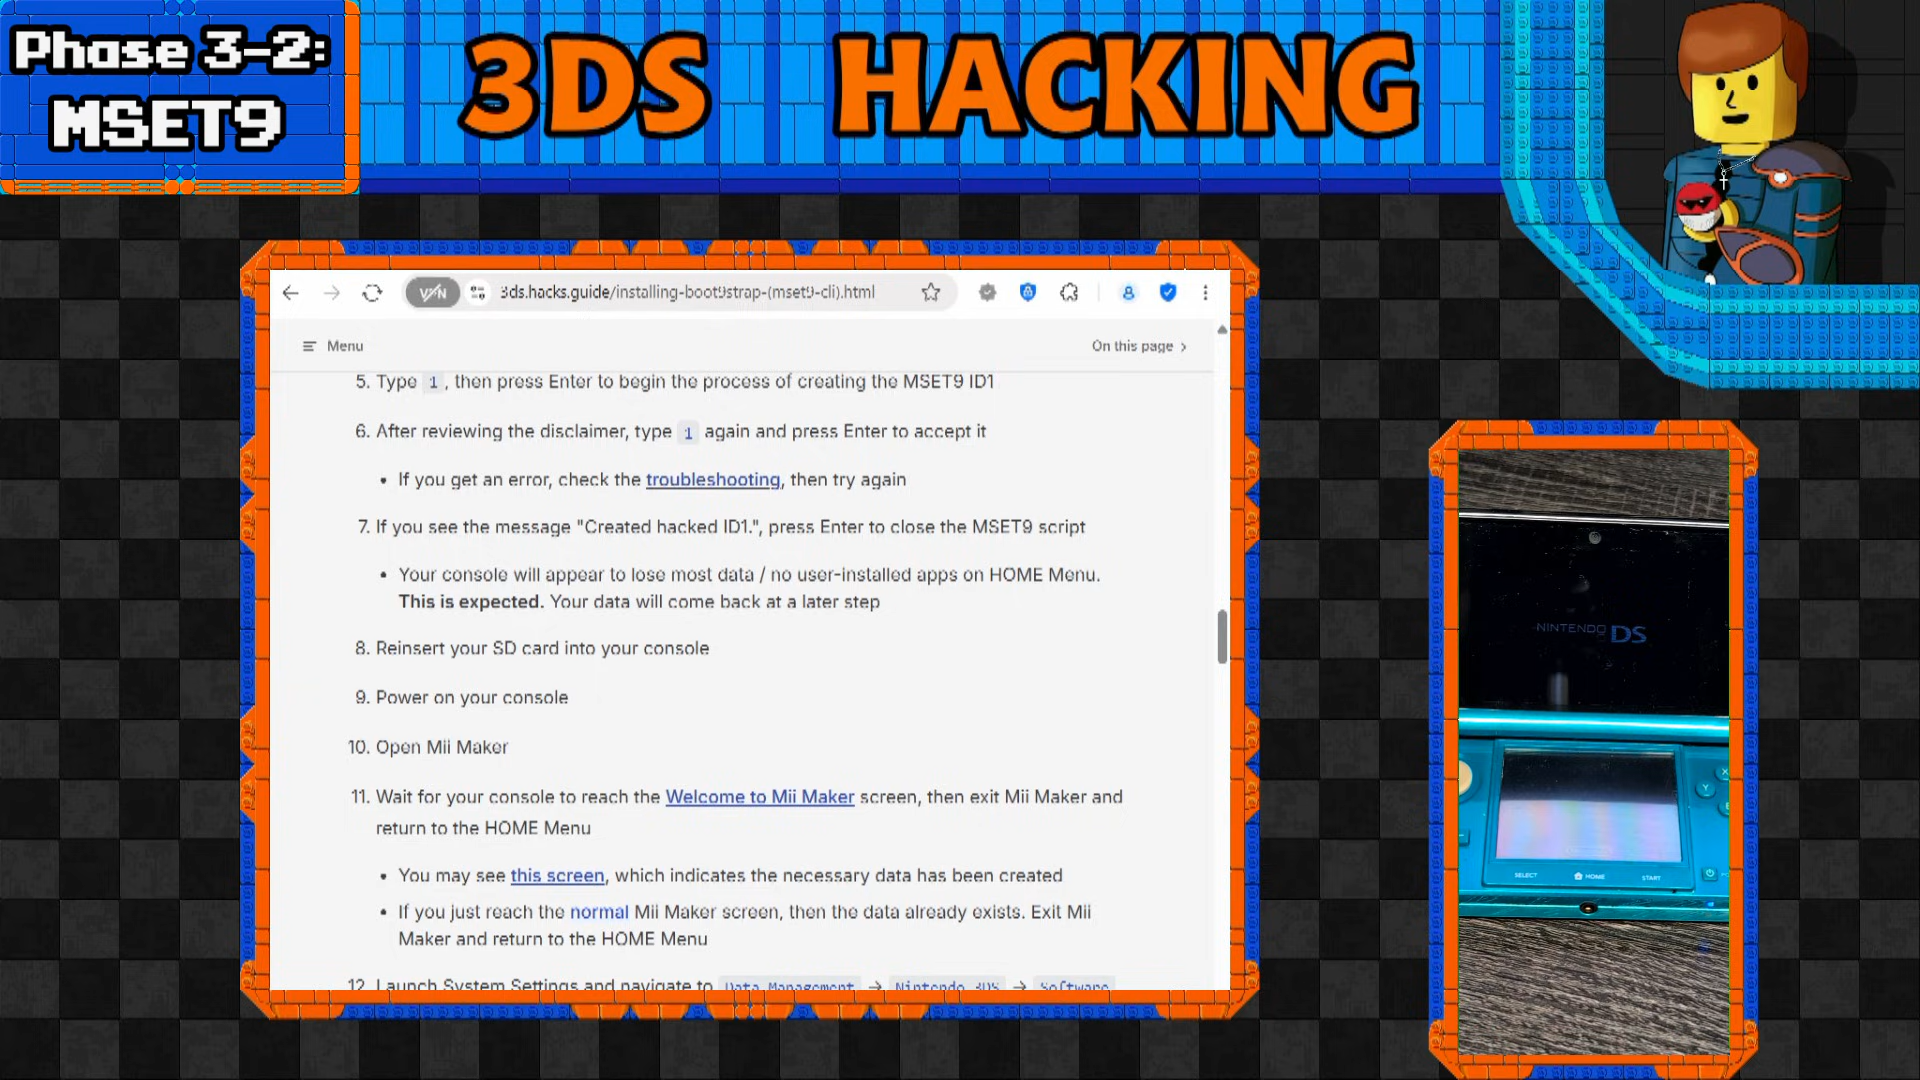 Phase 3-2:
MSET9
3DS HACKING
VPN
3ds.hacks.guide/installing-boot9strap-(mset9-cli).html
Menu
On this page
5. Type 1, then press Enter to begin the process of creating the MSET9 ID1
6. After reviewing the disclaimer, type 1 again and press Enter to accept it
• If you get an error, check the troubleshooting, then try again
7. If you see the message "Created hacked ID1.", press Enter to close the MSET9 script
• Your console will appear to lose most data / no user-installed apps on HOME Menu.
This is expected. Your data will come back at a later step
8. Reinsert your SD card into your console
9. Power on your console
10. Open Mii Maker
11. Wait for your console to reach the Welcome to Mii Maker screen, then exit Mii Maker and
return to the HOME Menu
• You may see this screen, which indicates the necessary data has been created
• If you just reach the normal Mii Maker screen, then the data already exists. Exit Mii
Maker and return to the HOME Menu
12. Launch System Settings and navigate to Data Management → Nintendo 3DS → Software
NINTENDO DS
Y
X
SELECT HOME START